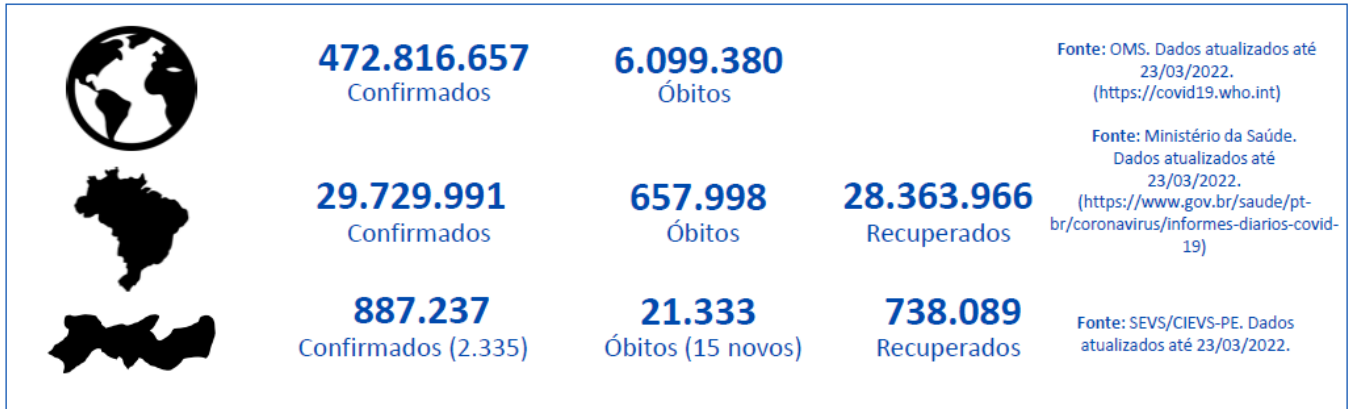 472.816.657
Confirmados
6.099.380
Óbitos
Fonte: OMS. Dados atualizados até
23/03/2022.
(https://covid19.who.int)
29.729.991
Confirmados
657.998
Óbitos
28.363.966
Recuperados
Fonte: Ministério da Saúde.
Dados atualizados até
23/03/2022.
(https://www.gov.br/saude/pt-
br/coronavirus/informes-diarios-covid-
19)
887.237
Confirmados (2.335)
21.333
Óbitos (15 novos)
738.089
Recuperados
Fonte: SEVS/CIEVS-PE. Dados
atualizados até 23/03/2022.